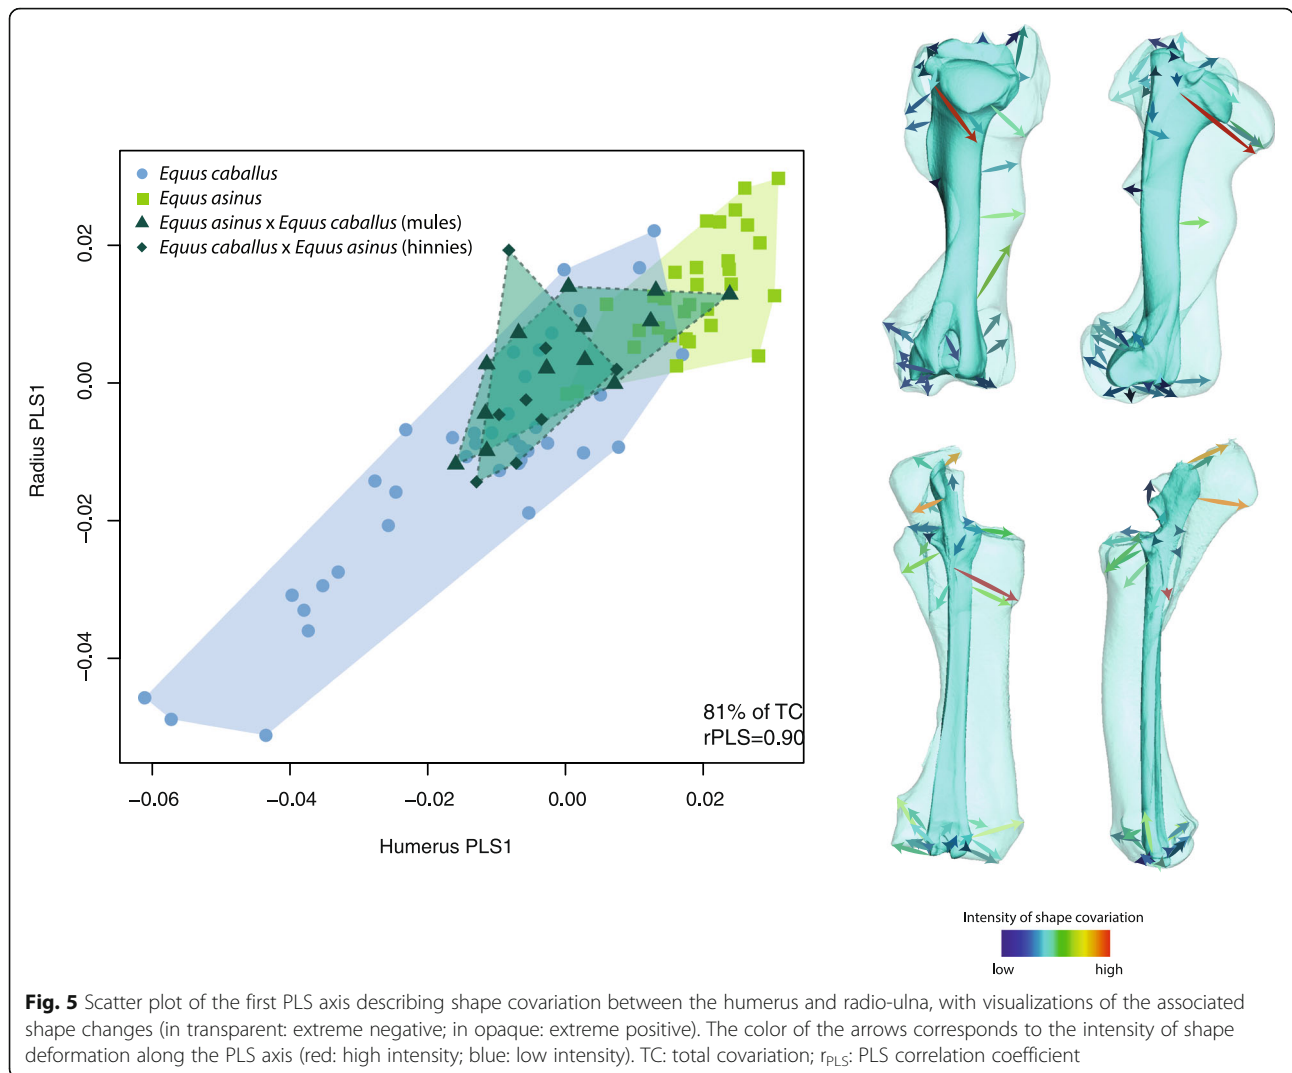 Equus caballus
Equus asinus
Equus asinus x Equus caballus (mules)
Equus caballus x Equus asinus (hinnies)
0.02
0.00
−0.02
−0.04
Radius PLS1
81% of TC
rPLS=0.90
−0.06 −0.04 −0.02 0.00 0.02
Humerus PLS1
Intensity of shape covariation
low high
Fig. 5 Scatter plot of the first PLS axis describing shape covariation between the humerus and radio-ulna, with visualizations of the associated
shape changes (in transparent: extreme negative; in opaque: extreme positive). The color of the arrows corresponds to the intensity of shape
deformation along the PLS axis (red: high intensity; blue: low intensity). TC: total covariation; rPLS: PLS correlation coefficient